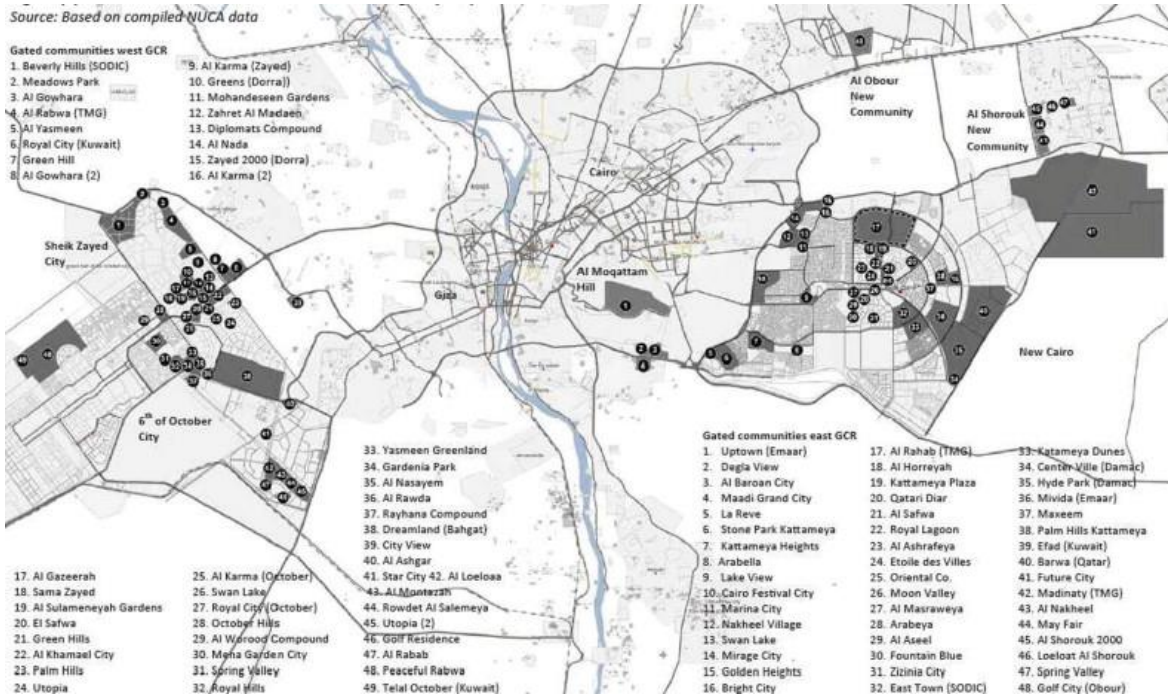 Source: Based on compiled NUCA data
Gated communities west GCR
1. Beverly Hills (SODIC)
2. Meadows Park
3. Al Gowhara
4. Al Rabwa (TMG)
5. Al Yasmeen
6. Royal City (Kuwait)
7. Green Hill
8. Al Gowhara (2)
9. Al Karma (Zayed)
10. Greens (Dorra))
11. Mohandeseen Gardens
12. Zahret Al Madaen
13. Diplomats Compound
14. Al Nada
15. Zayed 2000 (Dorra)
16. Al Karma (2)
Al Obour
New
Community
Al Shorouk
New
Community
Cairo
Sheik Zayed
City
Al Moqattam
Hill
Giza
New Cairo
6th of October
City
17. Al Gazeerah
18. Sama Zayed
19. Al Sulameneyah Gardens
20. El Safwa
21. Green Hills
22. Al Khamael City
23. Palm Hills
24. Utopia
25. Al Karma (October)
26. Swan Lake
27. Royal City (October)
28. October Hills
29. Al Worood Compound
30. Meha Garden City
31. Spring Valley
32. Royal Hills
33. Yasmeen Greenland
34. Gardenia Park
35. Al Nasayem
36. Al Rawda
37. Rayhana Compound
38. Dreamland (Bahgat)
39. City View
40. Al Ashgar
41. Star City 42. Al Loeloaa
43. Al Montazah
44. Rowdet Al Salemeya
45. Utopia (2)
46. Golf Residence
47. Al Rabab
48. Peaceful Rabwa
49. Telal October (Kuwait)
Gated communities east GCR
1. Uptown (Emaar)
2. Degla View
3. Al Baroan City
4. Maadi Grand City
5. La Reve
6. Stone Park Kattameya
7. Kattameya Heights
8. Arabella
9. Lake View
10. Cairo Festival City
11. Marina City
12. Nakheel Village
13. Swan Lake
14. Mirage City
15. Golden Heights
16. Bright City
17. Al Rahab (TMG)
18. Al Horreyah
19. Kattameya Plaza
20. Qatari Diar
21. Al Safwa
22. Royal Lagoon
23. Al Ashrafeya
24. Etoile des Villes
25. Oriental Co.
26. Moon Valley
27. Al Masraweya
28. Arabeya
29. Al Aseel
30. Fountain Blue
31. Zizinia City
32. East Town (SODIC)
33. Katameya Dunes
34. Center Ville (Damac)
35. Hyde Park (Damac)
36. Mivida (Emaar)
37. Maxeem
38. Palm Hills Kattameya
39. Efad (Kuwait)
40. Barwa (Qatar)
41. Future City
42. Madinaty (TMG)
43. Al Nakheel
44. May Fair
45. Al Shorouk 2000
46. Loeloat Al Shorouk
47. Spring Valley
48. Golf City (Obour)